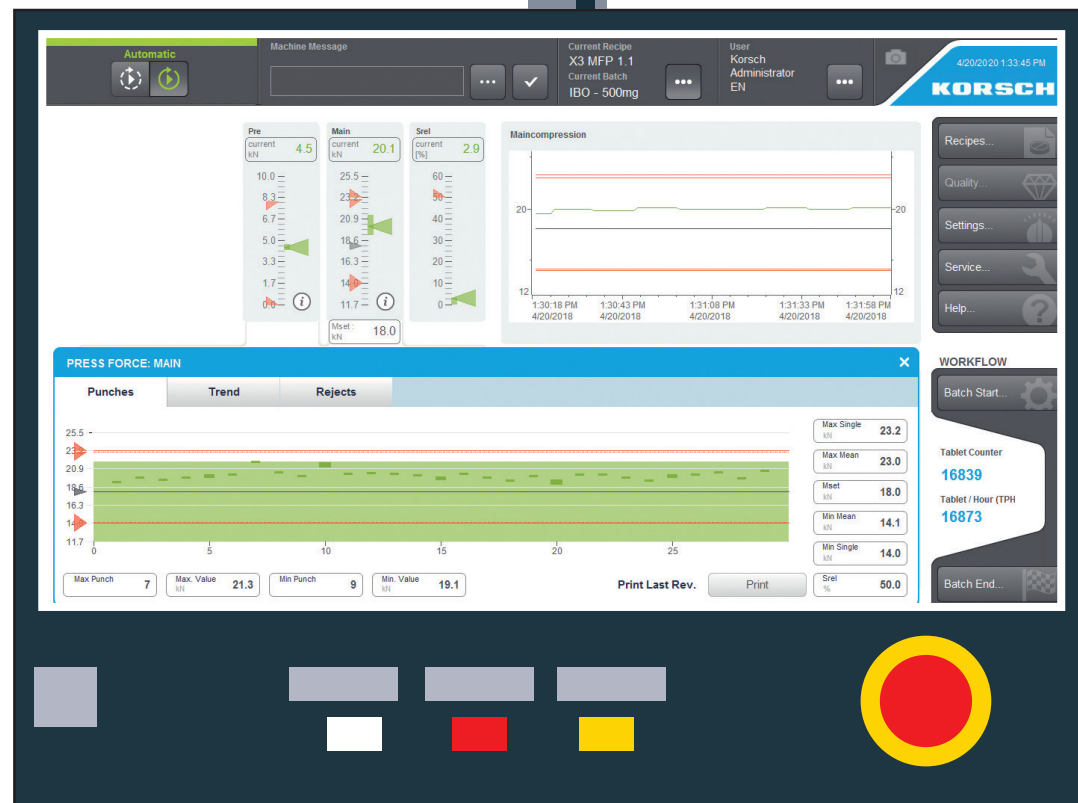 Automatic
Machine Message
Current Recipe
X3 MFP 1.1
Current Batch
IBO - 500mg
User
Korsch
Administrator
EN
4/20/2020 1:33:45 PM
KORSCH
Pre
current 4.5
kN
10.0
8.3
6.7
5.0
3.3
1.7
0.0
i
Main
current 20.1
kN
25.5
23.2
20.9
18.6
16.3
14.0
11.7
i
Mset : 18.0
kN
Srel
current 2.9
[%]
60
50
40
30
20
10
0
Maincompression
20 20
12 12
1:30:18 PM 1:30:43 PM 1:31:08 PM 1:31:33 PM 1:31:58 PM
4/20/2018 4/20/2018 4/20/2018 4/20/2018 4/20/2018
Recipes...
Quality...
Settings...
Service...
Help...
?
PRESS FORCE: MAIN
Punches Trend Rejects
25.5
23.2
20.9
18.6
16.3
14.0
11.7
0 5 10 15 20 25
Max Single 23.2
kN
Max Mean 23.0
kN
Mset 18.0
kN
Min Mean 14.1
kN
Min Single 14.0
kN
Srel 50.0
%
Max Punch 7
Max. Value 21.3
kN
Min Punch 9
Min. Value 19.1
kN
Print Last Rev. Print
WORKFLOW
Batch Start...
Tablet Counter
16839
Tablet / Hour (TPH
16873
Batch End...